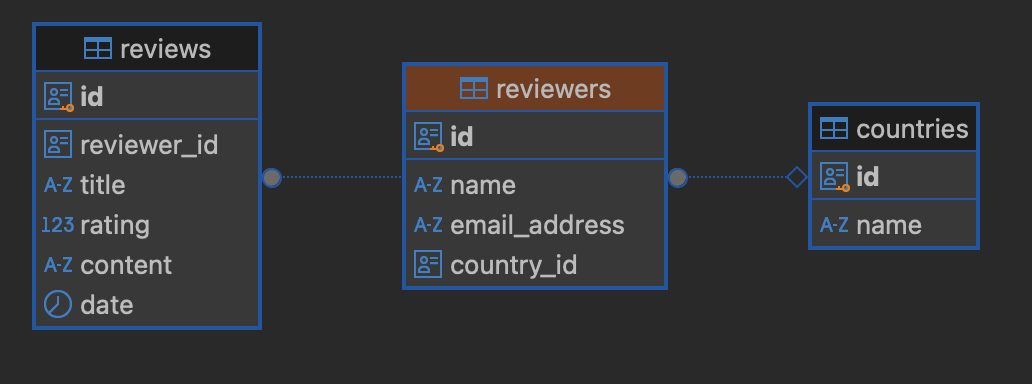 reviews
id
reviewer_id
A-Z title
123 rating
A-Z content
date
reviewers
id
A-Z name
A-Z email_address
country_id
countries
id
A-Z name